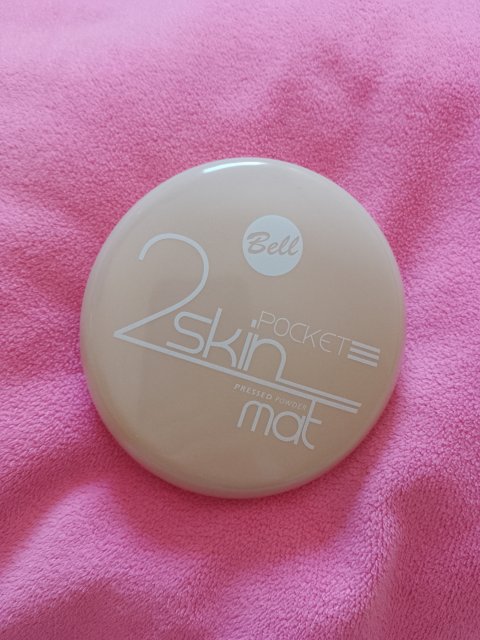 Bell
2skin POCKET
PRESSED POWDER
mat